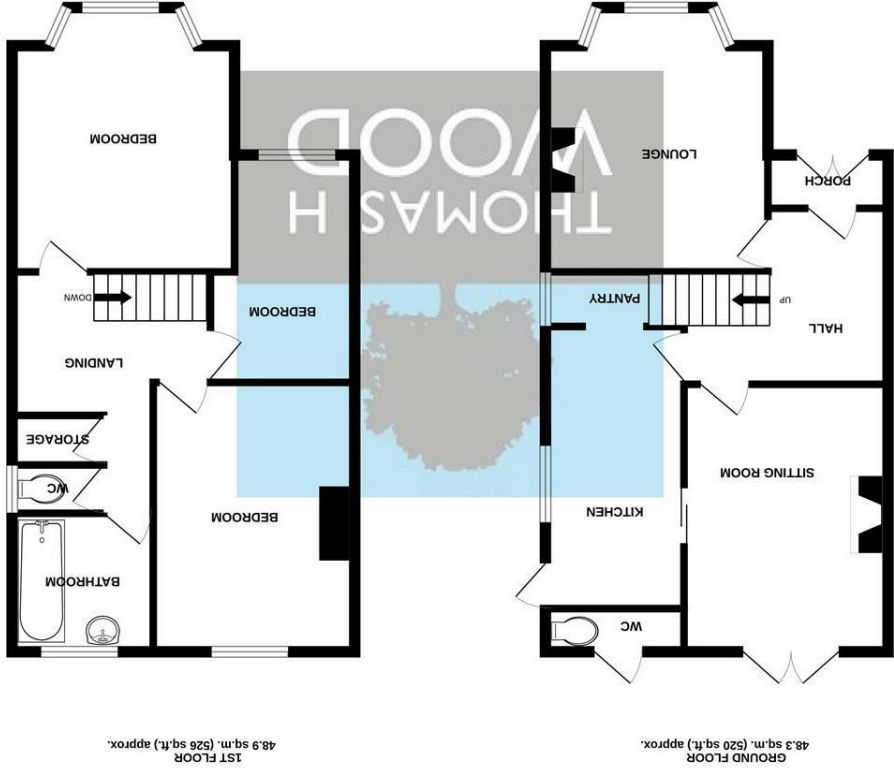 GROUND FLOOR
48.3 sq.m. (520 sq.ft.) approx.
WC
KITCHEN
SITTING ROOM
HALL
UP
PANTRY
PORCH
LOUNGE
1ST FLOOR
48.9 sq.m. (526 sq.ft.) approx.
BATHROOM
BEDROOM
WC
STORAGE
LANDING
BEDROOM
DOWN
BEDROOM
THOMAS H
WOOD